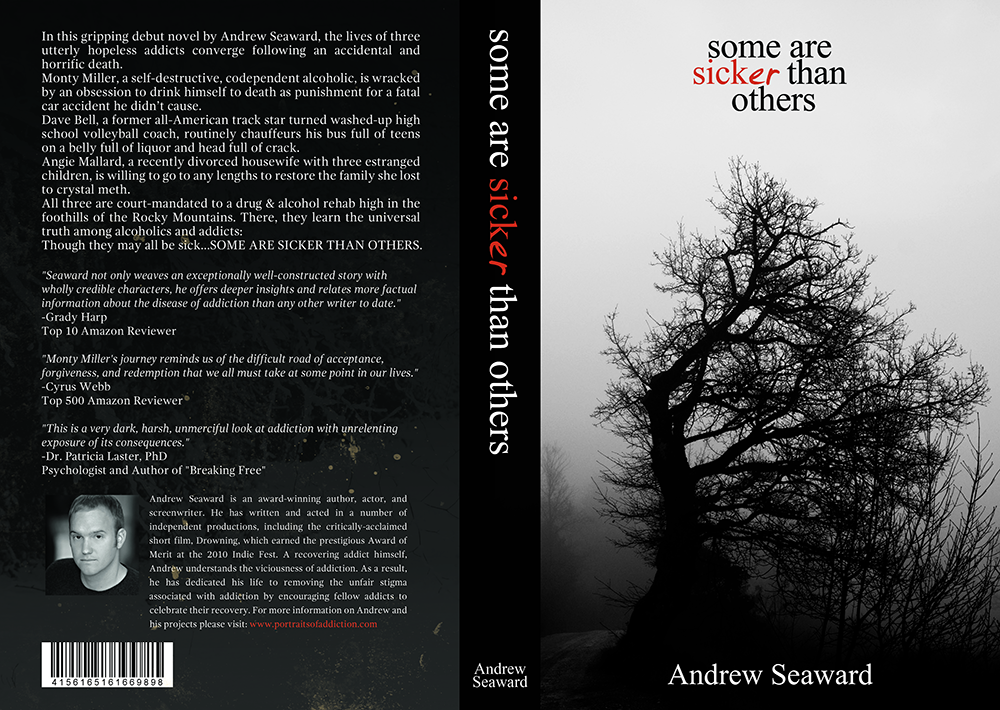 In this gripping debut novel by Andrew Seaward, the lives of three
utterly hopeless addicts converge following an accidental and
horrific death.
Monty Miller, a self-destructive, codependent alcoholic, is wracked
by an obsession to drink himself to death as punishment for a fatal
car accident he didn't cause.
Dave Bell, a former all-American track star turned washed-up high
school volleyball coach, routinely chauffeurs his bus full of teens
on a belly full of liquor and head full of crack.
Angie Mallard, a recently divorced housewife with three estranged
children, is willing to go to any lengths to restore the family she lost
to crystal meth.
All three are court-mandated to a drug & alcohol rehab high in the
foothills of the Rocky Mountains. There, they learn the universal
truth among alcoholics and addicts:
Though they may all be sick...SOME ARE SICKER THAN OTHERS.
"Seaward not only weaves an exceptionally well-constructed story with
wholly credible characters, he offers deeper insights and relates more factual
information about the disease of addiction than any other writer to date."
-Grady Harp
Top 10 Amazon Reviewer
"Monty Miller's journey reminds us of the difficult road of acceptance,
forgiveness, and redemption that we all must take at some point in our lives."
-Cyrus Webb
Top 500 Amazon Reviewer
"This is a very dark, harsh, unmerciful look at addiction with unrelenting
exposure of its consequences."
-Dr. Patricia Laster, PhD
Psychologist and Author of "Breaking Free"
Andrew Seaward is an award-winning author, actor, and
screenwriter. He has written and acted in a number of
independent productions, including the critically-acclaimed
short film, Drowning, which earned the prestigious Award of
Merit at the 2010 Indie Fest. A recovering addict himself,
Andrew understands the viciousness of addiction. As a result,
he has dedicated his life to removing the unfair stigma
associated with addiction by encouraging fellow addicts to
celebrate their recovery. For more information on Andrew and
his projects please visit: www.portraitsofaddiction.com
4156165161669898
some are sicker than others
Andrew
Seaward
some are
sicker than
others
Andrew Seaward